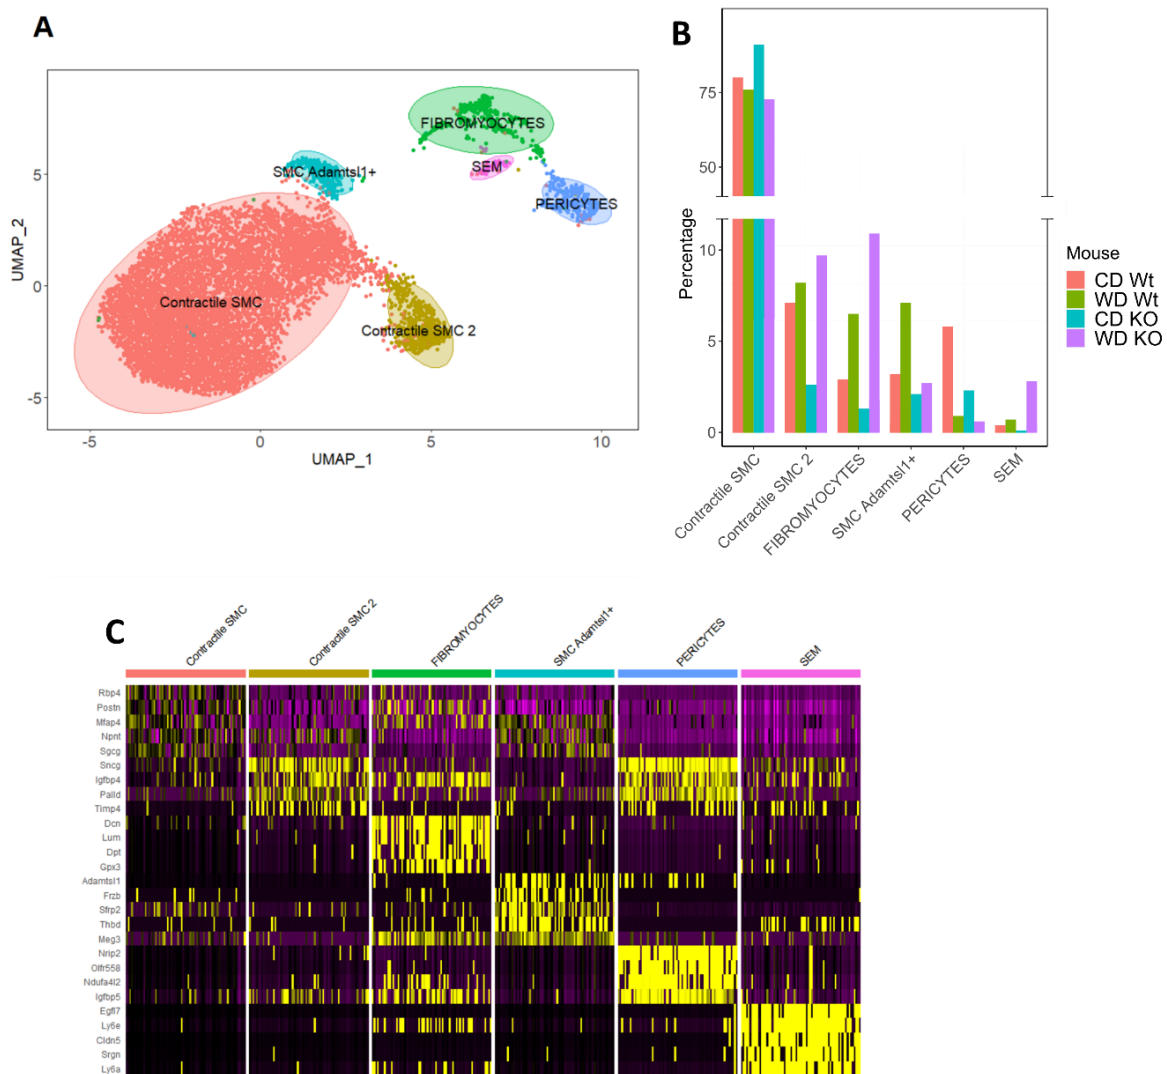 A
FIBROMYOCYTES
SMC Adamtsl1+
SEM
PERICYTES
Contractile SMC
Contractile SMC 2
5
0
-5
UMAP_2
-5
0
5
10
UMAP_1
B
75
50
10
5
0
Percentage
Contractile SMC
Contractile SMC 2
FIBROMYOCYTES
SMC Adamtsl1+
PERICYTES
SEM
Mouse
CD Wt
WD Wt
CD KO
WD KO
C
Contractile SMC
Contractile SMC 2
FIBROMYOCYTES
SMC Adamtsl1+
PERICYTES
SEM
Rbp4
Postn
Mfap4
Npnt
Sgcg
Sncg
Igfbp4
Palld
Timp4
Dcn
Lum
Dpt
Gpx3
Adamtsl1
Frzb
Sfrp2
Thbd
Meg3
Nrip2
Olfr558
Ndufa4l2
Igfbp5
Egfl7
Ly6e
Cldn5
Srgn
Ly6a